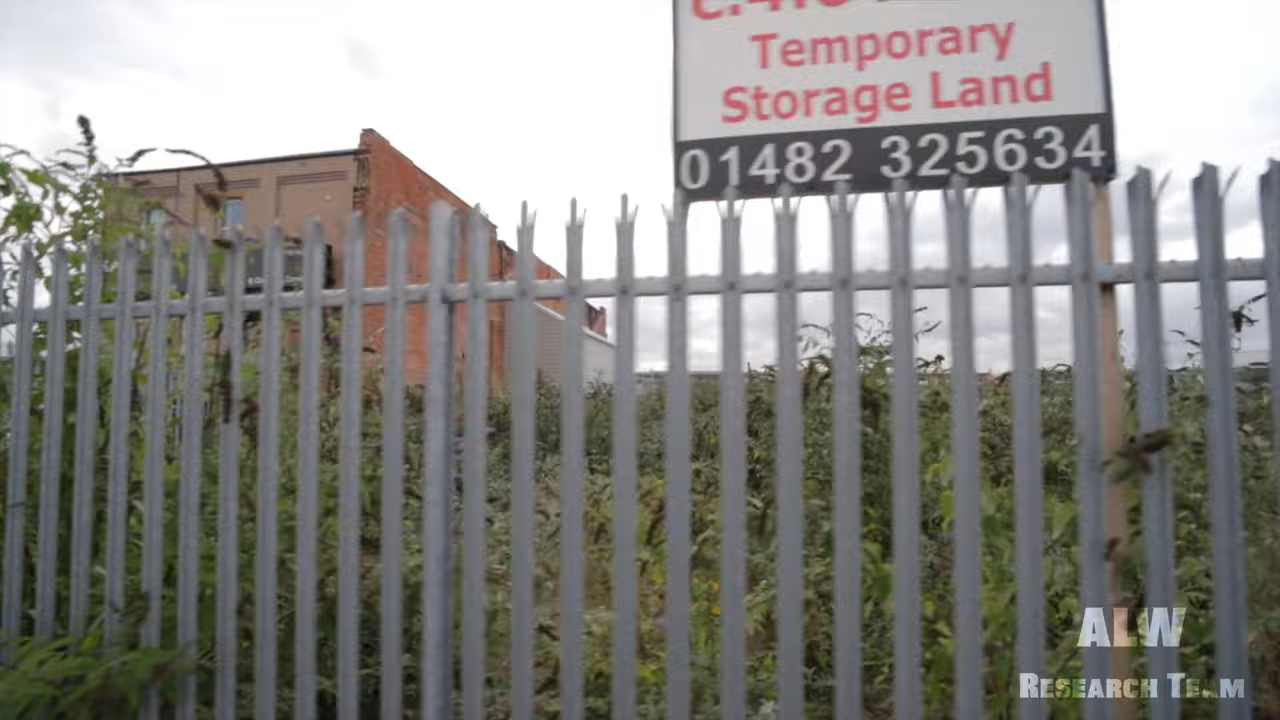 Temporary
Storage Land
01482 325634
ALW
RESEARCH TEAM